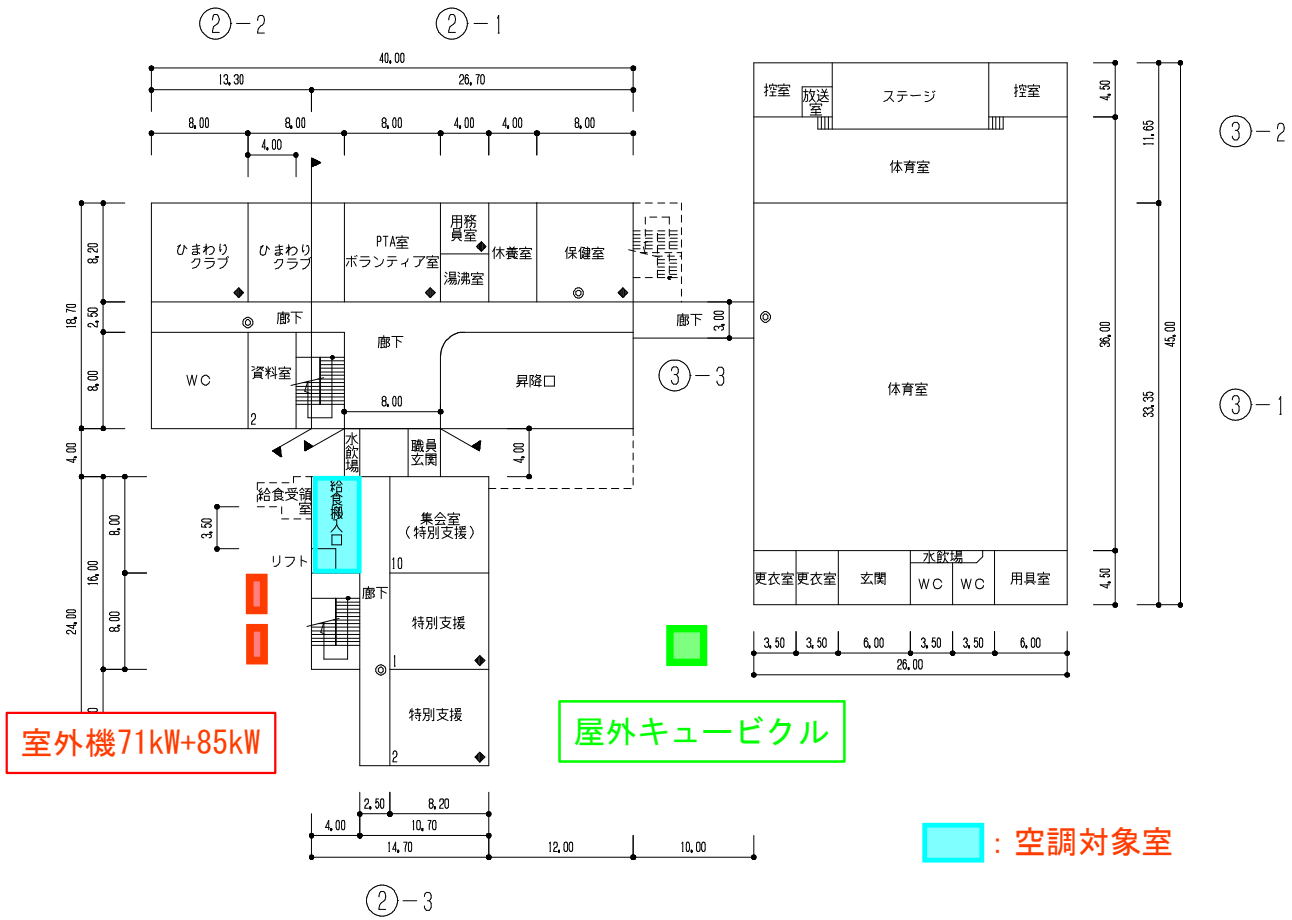 ②-2
②-1
40,00
13,30
26,70
8,00
8,00
8,00
4,00
4,00
8,00
4,00
控室
放送
室
ステージ
控室
4,50
11,65
③-2
体育室
ひまわり
クラブ
ひまわり
クラブ
PTA室
ボランティア室
用務
員室
湯沸室
休養室
保健室
8,20
18,70
2,50
8,00
廊下
廊下
廊下
3,00
36,00
45,00
WC
資料室
2
昇降口
③-3
体育室
33,35
③-1
8,00
4,00
水飲場
職員
玄関
4,00
給食受領
室
給食搬入口
集会室
(特別支援)
10
3,50
8,00
16,00
24,00
8,00
リフト
廊下
特別支援
1
特別支援
2
水飲場
更衣室
更衣室
玄関
WC
WC
用具室
4,50
3,50
3,50
6,00
3,50
3,50
6,00
26.00
室外機71kW+85kW
屋外キュービクル
2,50
8,20
4,00
10,70
14,70
12,00
10,00
：空調対象室
②-3